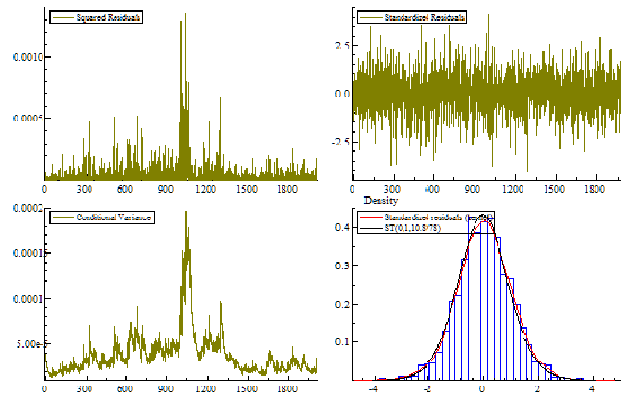 Squared Residuals
0.0010
0.0005
0 300 600 900 1200 1500 1800
Standardized Residuals
2.5
0.0
-2.5
0 300 600 900 1200 1500 1800
Conditional Variance
0.0002
0.0001
0.0001
0 300 600 900 1200 1500 1800
Density
Standardized residuals
0.4
0.3
0.2
0.1
-4 -2 0 2 4